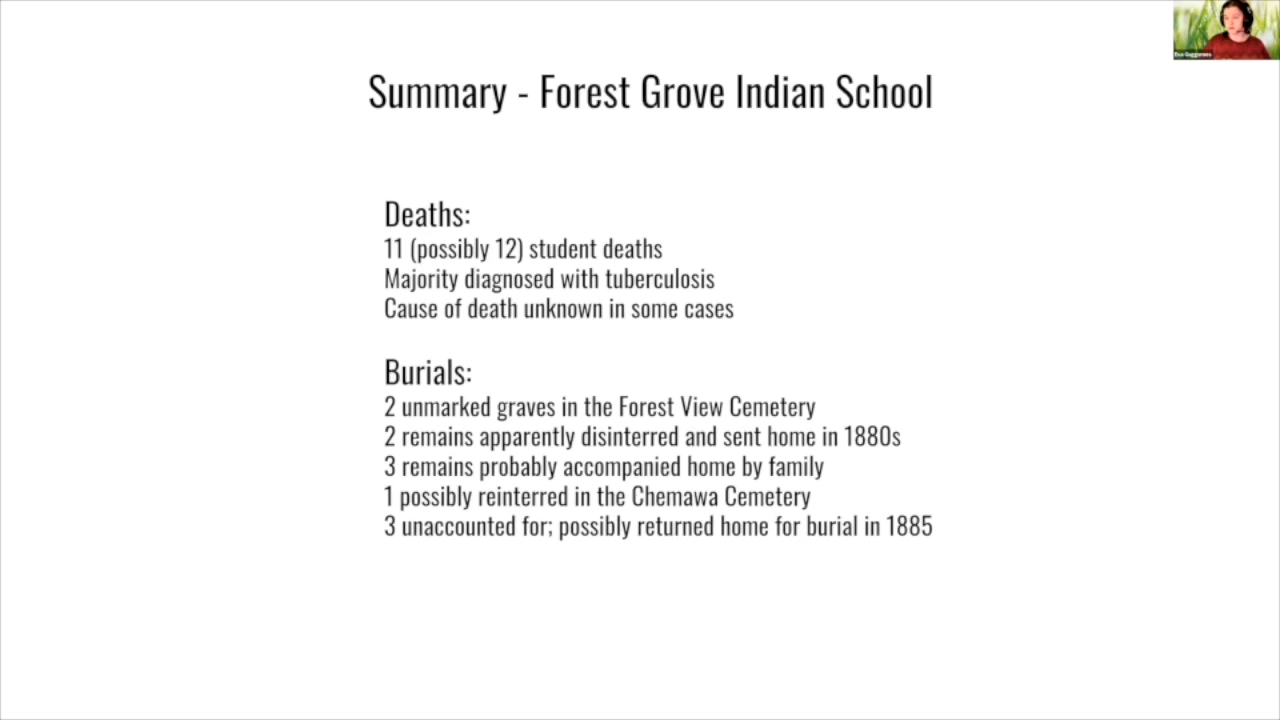 Summary - Forest Grove Indian School
Deaths:
11 (possibly 12) student deaths
Majority diagnosed with tuberculosis
Cause of death unknown in some cases
Burials:
2 unmarked graves in the Forest View Cemetery
2 remains apparently disinterred and sent home in 1880s
3 remains probably accompanied home by family
1 possibly reinterred in the Chemawa Cemetery
3 unaccounted for; possibly returned home for burial in 1885